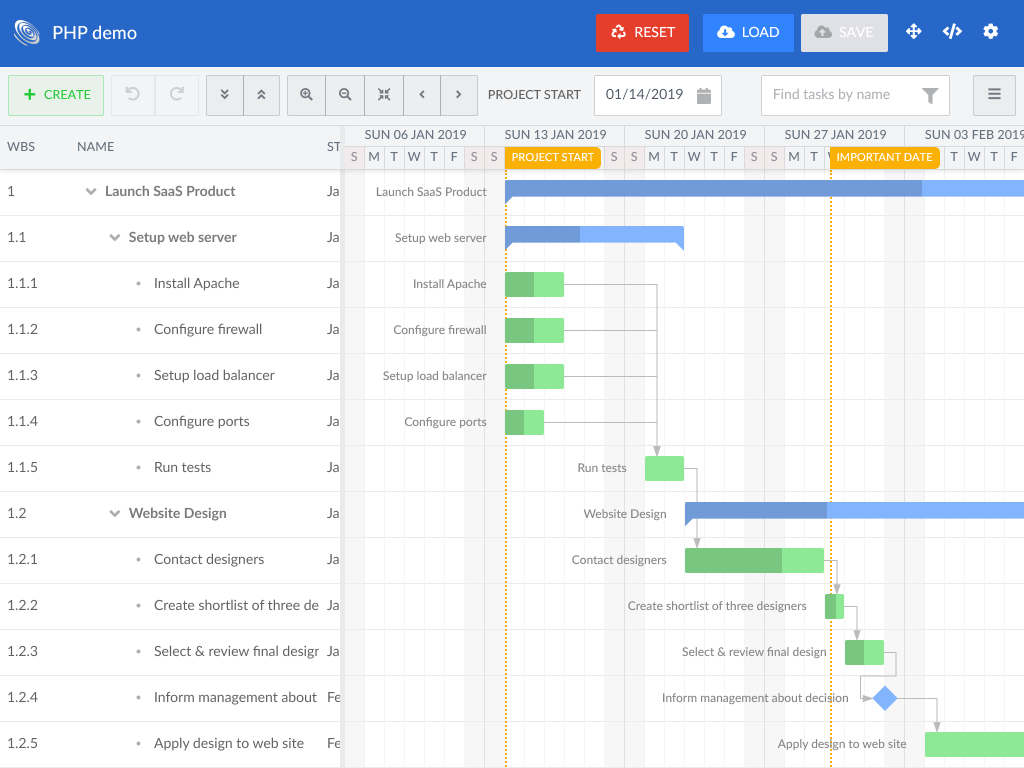 PHP demo
RESET
LOAD
SAVE
CREATE
PROJECT START
01/14/2019
Find tasks by name
WBS
NAME
ST
SUN 06 JAN 2019
SUN 13 JAN 2019
SUN 20 JAN 2019
SUN 27 JAN 2019
SUN 03 FEB 2019
S M T W T F S S PROJECT START S S M T W T F S S M T W IMPORTANT DATE T W T F
1 Launch SaaS Product Ja Launch SaaS Product
1.1 Setup web server Ja Setup web server
1.1.1 Install Apache Ja Install Apache
1.1.2 Configure firewall Ja Configure firewall
1.1.3 Setup load balancer Ja Setup load balancer
1.1.4 Configure ports Ja Configure ports
1.1.5 Run tests Ja Run tests
1.2 Website Design Ja Website Design
1.2.1 Contact designers Ja Contact designers
1.2.2 Create shortlist of three de Ja Create shortlist of three designers
1.2.3 Select & review final desigr Ja Select & review final design
1.2.4 Inform management about Fe Inform management about decision
1.2.5 Apply design to web site Fe Apply design to web site